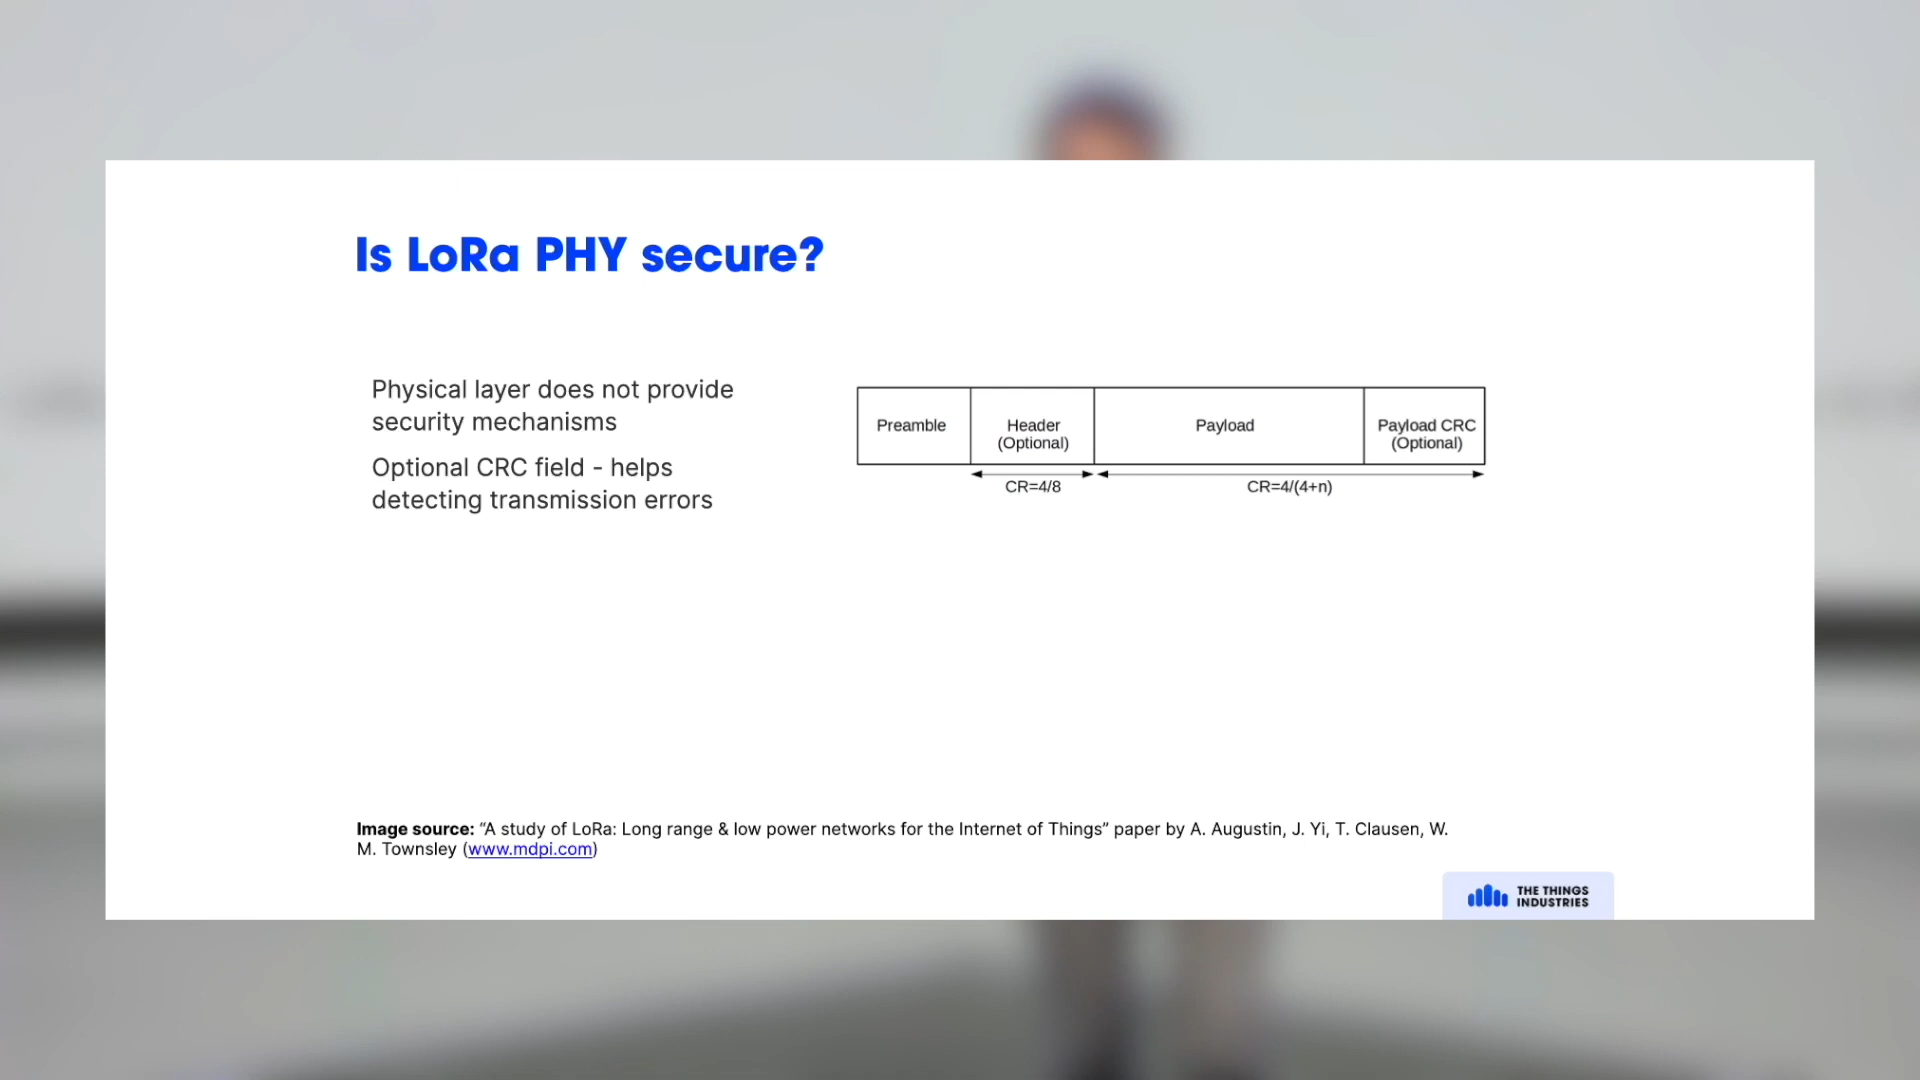 Is LoRa PHY secure?
Physical layer does not provide
security mechanisms
Optional CRC field - helps
detecting transmission errors
Preamble
Header
(Optional)
Payload
Payload CRC
(Optional)
CR=4/8
CR=4/(4+n)
Image source: “A study of LoRa: Long range & low power networks for the Internet of Things” paper by A. Augustin, J. Yi, T. Clausen, W.
M. Townsley (www.mdpi.com)
THE THINGS
INDUSTRIES